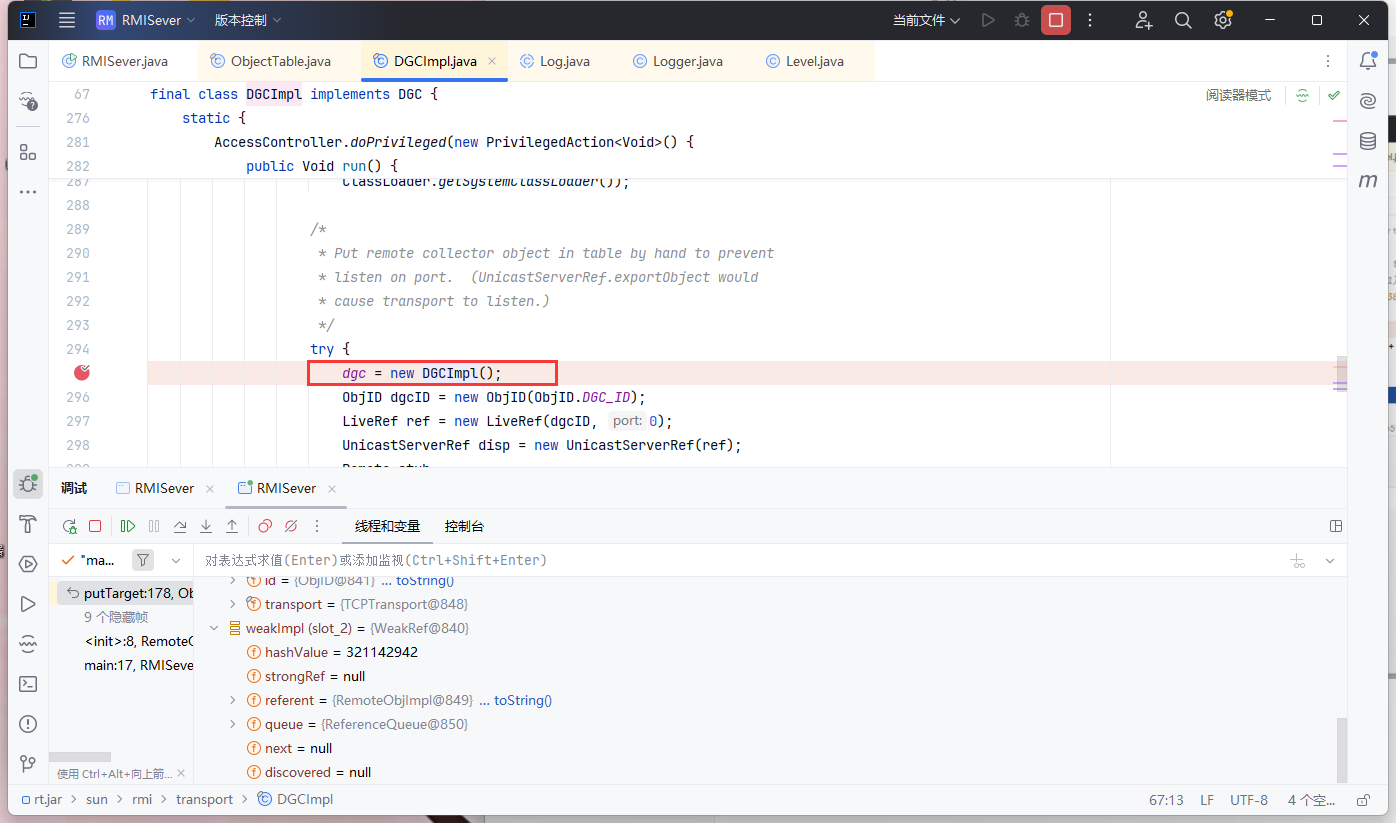 RM RMISever 版本控制 当前文件
RMISever.java ObjectTable.java DGCImpl.java Log.java Logger.java Level.java
67 final class DGCImpl implements DGC { 阅读器模式
276 static {
281 AccessController.doPrivileged(new PrivilegedAction<Void>() {
282 public Void run() {
287 ClassLoader.getSystemClassLoader());
288
289 /*
290 * Put remote collector object in table by hand to prevent
291 * listen on port.  (UnicastServerRef.exportObject would
292 * cause transport to listen.)
293 */
294 try {
dgc = new DGCImpl();
296 ObjID dgcID = new ObjID(ObjID.DGC_ID);
297 LiveRef ref = new LiveRef(dgcID, port: 0);
298 UnicastServerRef disp = new UnicastServerRef(ref);
调试 RMISever RMISever
线程和变量 控制台
"ma... 对表达式求值(Enter)或添加监视(Ctrl+Shift+Enter)
putTarget:178, Ob
9 个隐藏帧
<init>:8, RemoteO
main:17, RMISeve
id = {ObjID@841} ... toString()
transport = {TCPTransport@848}
weakImpl (slot_2) = {WeakRef@840}
hashValue = 321142942
strongRef = null
referent = {RemoteObjImpl@849} ... toString()
queue = {ReferenceQueue@850}
next = null
discovered = null
使用 Ctrl+Alt+向上箭...
rt.jar sun rmi transport DGCImpl 67:13 LF UTF-8 4 个空...